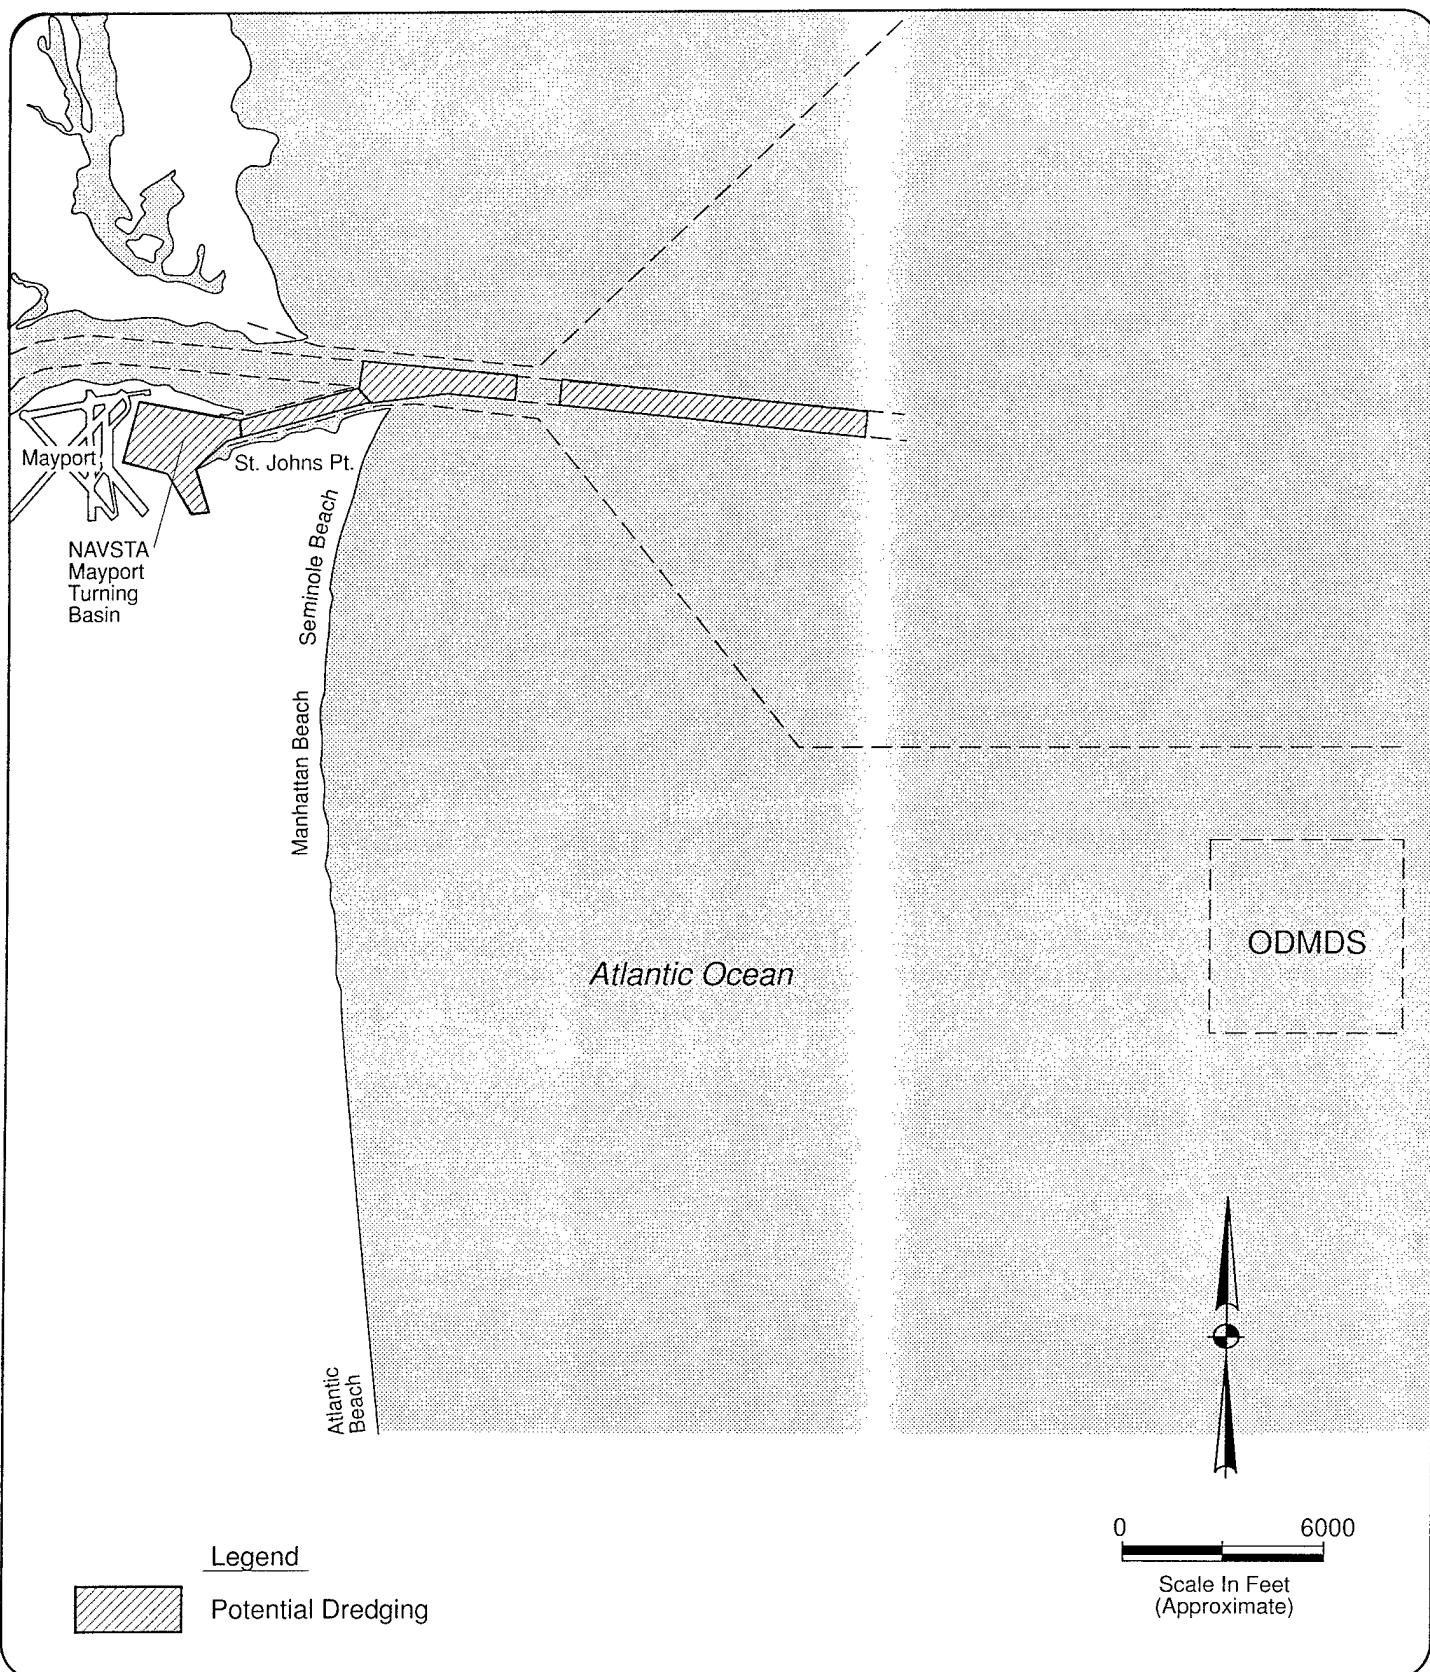 Mayport
St. Johns Pt.
NAVSTA
Mayport
Turning
Basin
Seminole Beach
Manhattan Beach
Atlantic Ocean
ODMDS
Atlantic
Beach
0 6000
Scale In Feet
(Approximate)
Legend
Potential Dredging